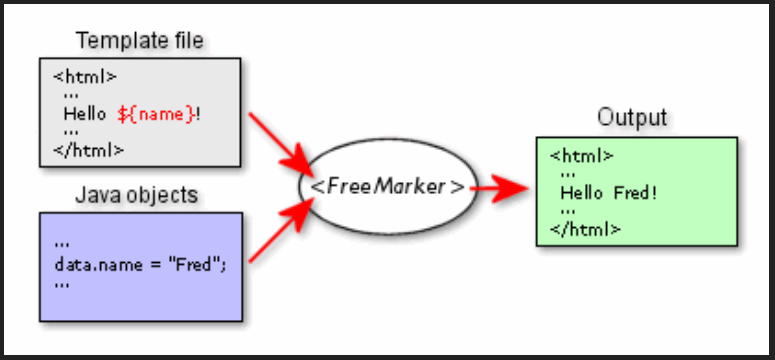 Template file
<html>
...
Hello ${name}!
...
</html>
Java objects
...
data.name = "Fred";
...
<FreeMarker>
Output
<html>
...
Hello Fred!
...
</html>